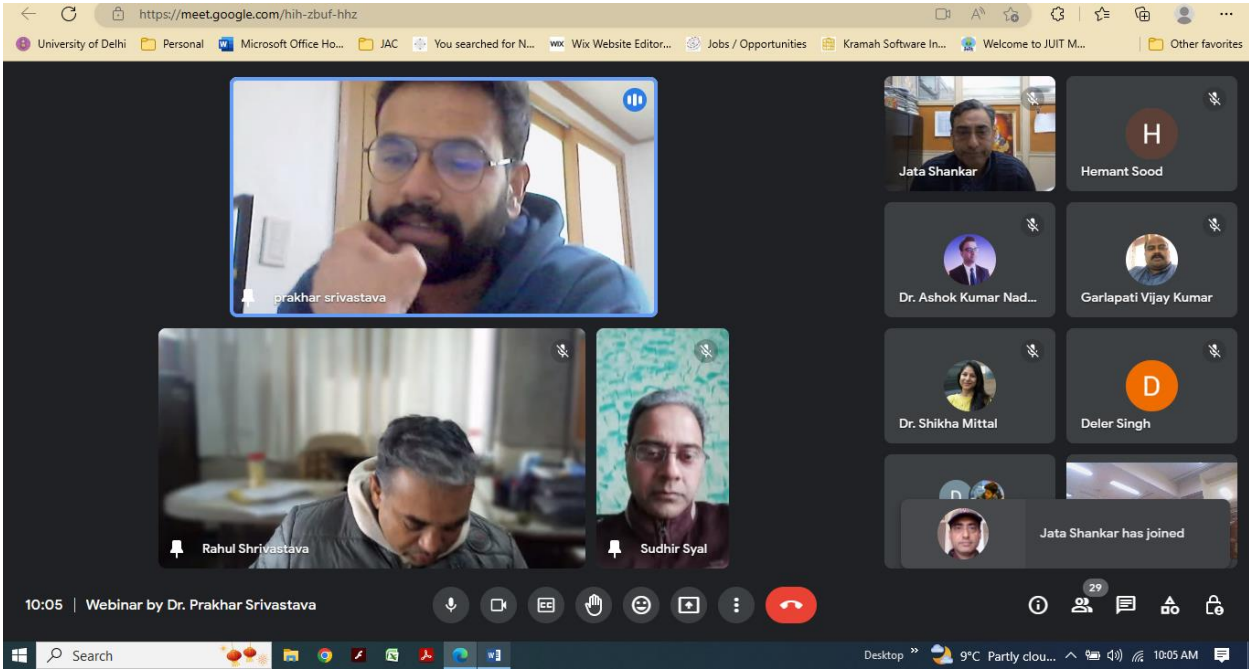 https://meet.google.com/hih-zbuf-hhz
University of Delhi
Personal
Microsoft Office Ho...
JAC
You searched for N...
WIX
Wix Website Editor...
Jobs / Opportunities
Kramah Software In...
Welcome to JUIT M...
Other favorites
prakhar srivastava
Rahul Shrivastava
Sudhir Syal
Jata Shankar
H
Hemant Sood
Dr. Ashok Kumar Nad...
Garlapati Vijay Kumar
Dr. Shikha Mittal
D
Deler Singh
D
Jata Shankar has joined
10:05 | Webinar by Dr. Prakhar Srivastava
CC
29
Search
Desktop »
9°C Partly clou...
10:05 AM